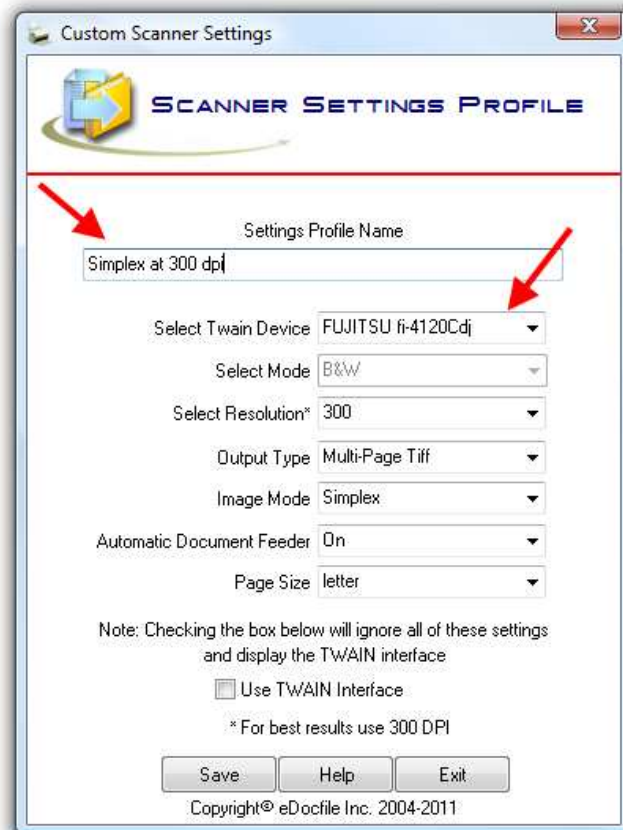 Custom Scanner Settings
SCANNER SETTINGS PROFILE
Settings Profile Name
Simplex at 300 dpi
Select Twain Device FUJITSU fi-4120Cdj
Select Mode B&W
Select Resolution* 300
Output Type Multi-Page Tiff
Image Mode Simplex
Automatic Document Feeder On
Page Size letter
Note: Checking the box below will ignore all of these settings
and display the TWAIN interface
Use TWAIN Interface
* For best results use 300 DPI
Save Help Exit
Copyright© eDocfile Inc. 2004-2011